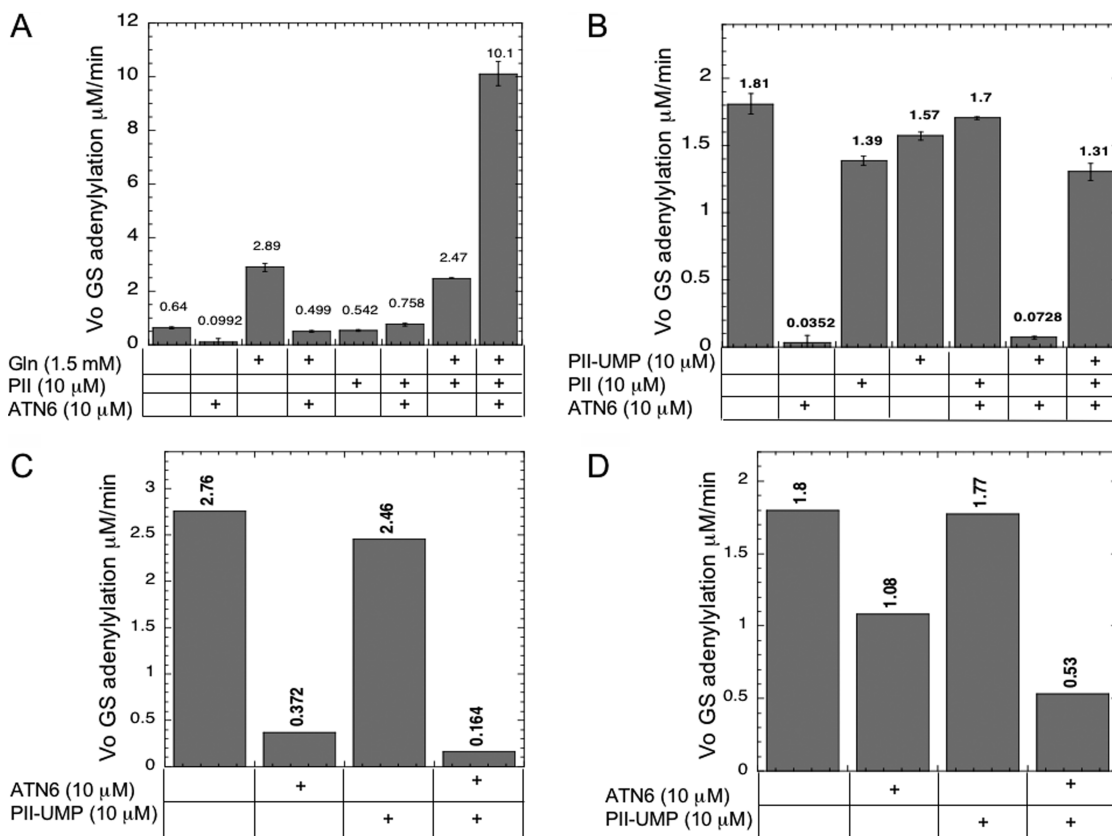 A
Vo GS adenylylation µM/min
12
10
8
6
4
2
0
0.64
0.0992
2.89
0.499
0.542
0.758
2.47
10.1
Gln (1.5 mM) + + + +
PII (10 µM) + + + +
ATN6 (10 µM) + + + +
B
Vo GS adenylylation µM/min
2
1.5
1
0.5
0
1.81
0.0352
1.39
1.57
1.7
0.0728
1.31
PII-UMP (10 µM) + + +
PII (10 µM) + + +
ATN6 (10 µM) + + + +
C
Vo GS adenylylation µM/min
3
2.5
2
1.5
1
0.5
0
2.76
0.372
2.46
0.164
ATN6 (10 µM) + +
PII-UMP (10 µM) + +
D
Vo GS adenylylation µM/min
2
1.5
1
0.5
0
1.8
1.08
1.77
0.53
ATN6 (10 µM) + +
PII-UMP (10 µM) + +